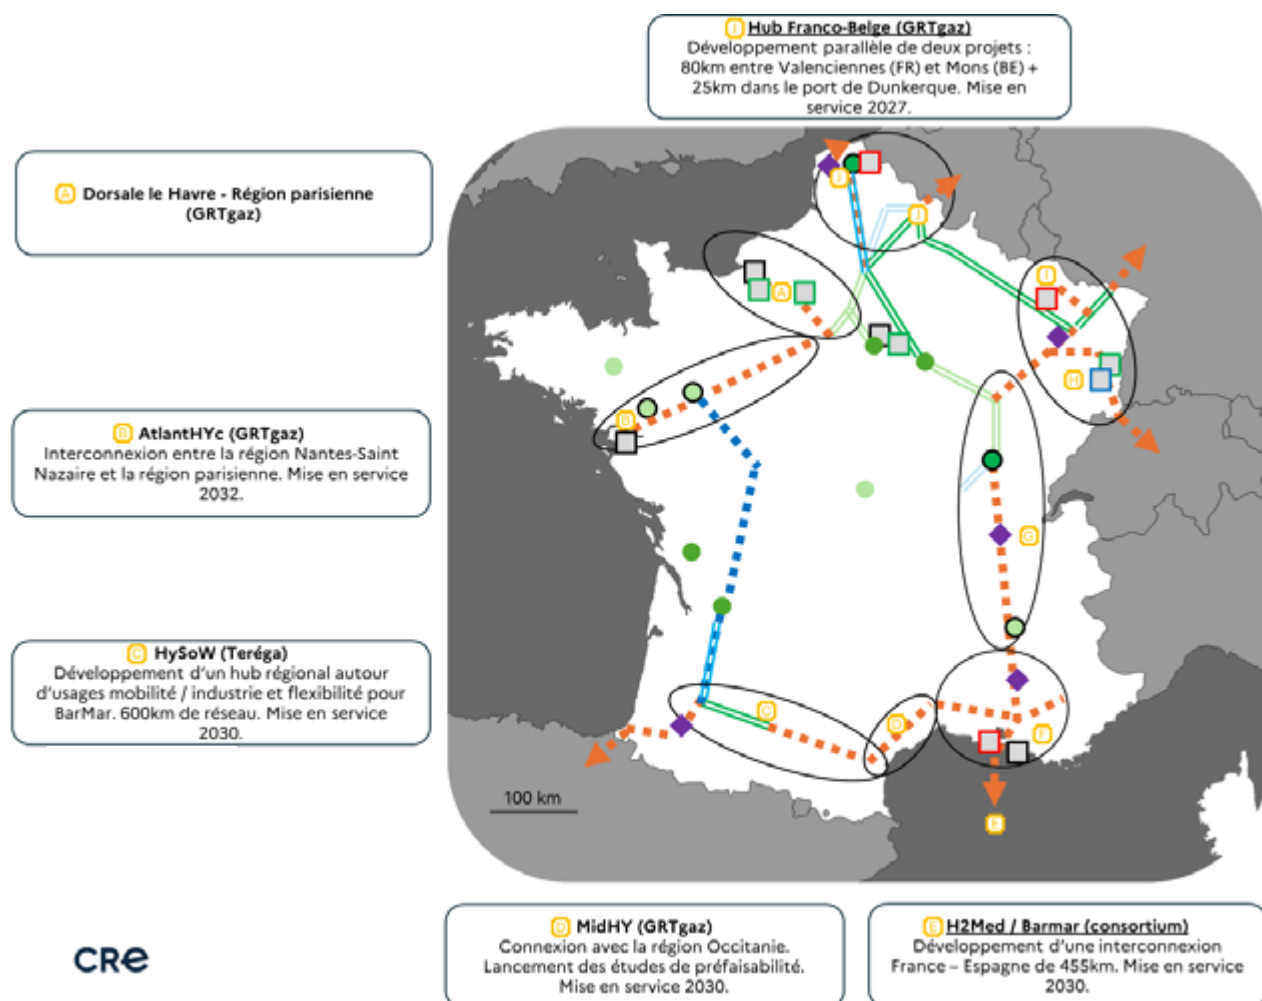 J Hub Franco-Belge (GRTgaz)
Développement parallèle de deux projets :
80km entre Valenciennes (FR) et Mons (BE) +
25km dans le port de Dunkerque. Mise en
service 2027.
A Dorsale le Havre - Région parisienne
(GRTgaz)
J
J
I
A
H
B AtlantHYc (GRTgaz)
Interconnexion entre la région Nantes-Saint
Nazaire et la région parisienne. Mise en service
2032.
B
G
C HySoW (Teréga)
Développement d'un hub régional autour
d'usages mobilité / industrie et flexibilité pour
BarMar. 600km de réseau. Mise en service
2030.
C
D
F
100 km
E
D MidHY (GRTgaz)
Connexion avec la région Occitanie.
Lancement des études de préfaisabilité.
Mise en service 2030.
E H2Med / Barmar (consortium)
Développement d'une interconnexion
France – Espagne de 455km. Mise en service
2030.
CRe